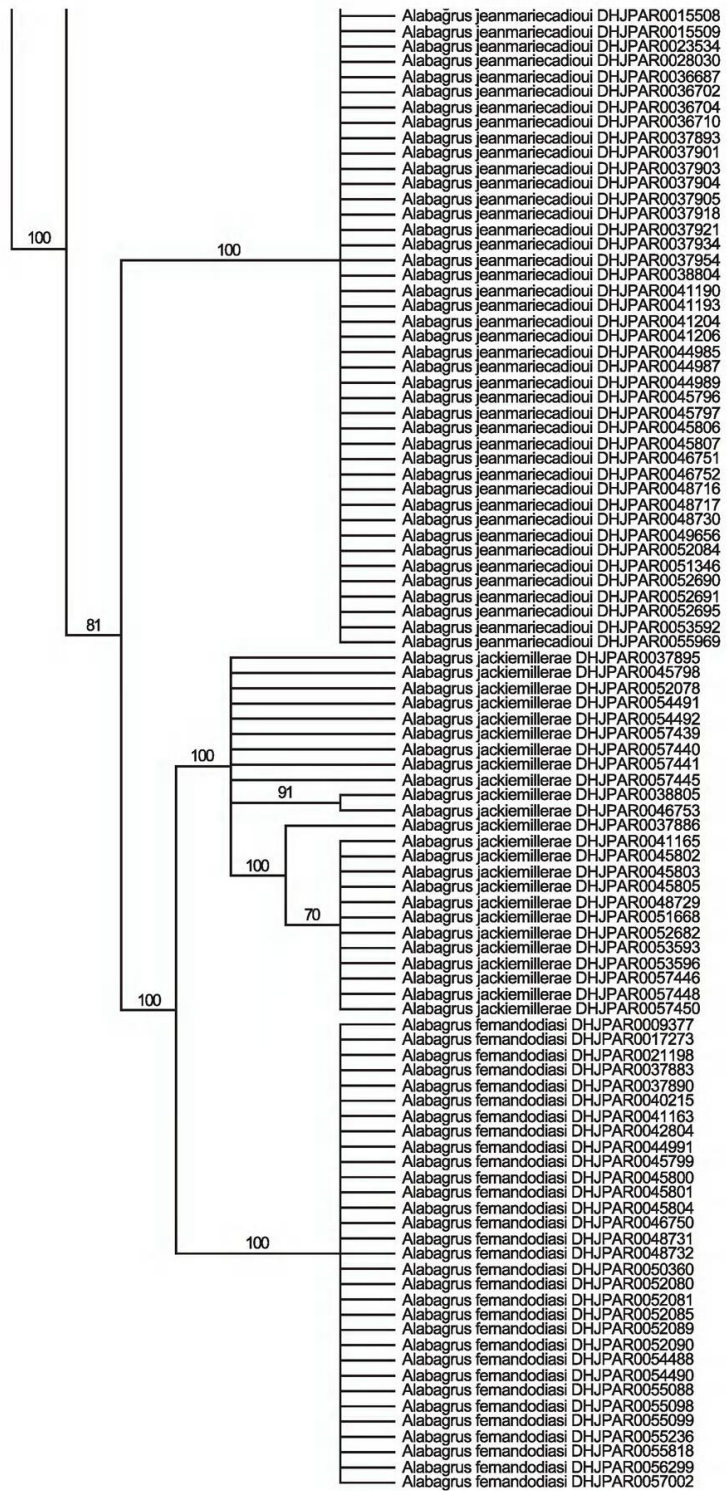 Alabagrus jeanmariecadioui DHJPAR0015508
Alabagrus jeanmariecadioui DHJPAR0015509
Alabagrus jeanmariecadioui DHJPAR0023534
Alabagrus jeanmariecadioui DHJPAR0028030
Alabagrus jeanmariecadioui DHJPAR0036687
Alabagrus jeanmariecadioui DHJPAR0036702
Alabagrus jeanmariecadioui DHJPAR0036704
Alabagrus jeanmariecadioui DHJPAR0036710
Alabagrus jeanmariecadioui DHJPAR0037893
Alabagrus jeanmariecadioui DHJPAR0037901
Alabagrus jeanmariecadioui DHJPAR0037903
Alabagrus jeanmariecadioui DHJPAR0037904
Alabagrus jeanmariecadioui DHJPAR0037905
Alabagrus jeanmariecadioui DHJPAR0037918
Alabagrus jeanmariecadioui DHJPAR0037921
100
Alabagrus jeanmariecadioui DHJPAR0037934
100
Alabagrus jeanmariecadioui DHJPAR0037954
Alabagrus jeanmariecadioui DHJPAR0038804
Alabagrus jeanmariecadioui DHJPAR0041190
Alabagrus jeanmariecadioui DHJPAR0041193
Alabagrus jeanmariecadioui DHJPAR0041204
Alabagrus jeanmariecadioui DHJPAR0041206
Alabagrus jeanmariecadioui DHJPAR0044985
Alabagrus jeanmariecadioui DHJPAR0044987
Alabagrus jeanmariecadioui DHJPAR0044989
Alabagrus jeanmariecadioui DHJPAR0045796
Alabagrus jeanmariecadioui DHJPAR0045797
Alabagrus jeanmariecadioui DHJPAR0045806
Alabagrus jeanmariecadioui DHJPAR0045807
Alabagrus jeanmariecadioui DHJPAR0046751
Alabagrus jeanmariecadioui DHJPAR0046752
Alabagrus jeanmariecadioui DHJPAR0048716
Alabagrus jeanmariecadioui DHJPAR0048717
Alabagrus jeanmariecadioui DHJPAR0048730
Alabagrus jeanmariecadioui DHJPAR0049656
Alabagrus jeanmariecadioui DHJPAR0052084
Alabagrus jeanmariecadioui DHJPAR0051346
Alabagrus jeanmariecadioui DHJPAR0052690
Alabagrus jeanmariecadioui DHJPAR0052691
Alabagrus jeanmariecadioui DHJPAR0052695
81
Alabagrus jeanmariecadioui DHJPAR0053592
Alabagrus jeanmariecadioui DHJPAR0055969
Alabagrus jackiemillerae DHJPAR0037895
Alabagrus jackiemillerae DHJPAR0045798
Alabagrus jackiemillerae DHJPAR0052078
Alabagrus jackiemillerae DHJPAR0054491
Alabagrus jackiemillerae DHJPAR0054492
Alabagrus jackiemillerae DHJPAR0057439
Alabagrus jackiemillerae DHJPAR0057440
100
Alabagrus jackiemillerae DHJPAR0057441
Alabagrus jackiemillerae DHJPAR0057445
91
Alabagrus jackiemillerae DHJPAR0038805
Alabagrus jackiemillerae DHJPAR0046753
Alabagrus jackiemillerae DHJPAR0037886
Alabagrus jackiemillerae DHJPAR0041165
Alabagrus jackiemillerae DHJPAR0045802
100
Alabagrus jackiemillerae DHJPAR0045803
Alabagrus jackiemillerae DHJPAR0045805
Alabagrus jackiemillerae DHJPAR0048729
70
Alabagrus jackiemillerae DHJPAR0051668
Alabagrus jackiemillerae DHJPAR0052682
Alabagrus jackiemillerae DHJPAR0053593
Alabagrus jackiemillerae DHJPAR0053596
Alabagrus jackiemillerae DHJPAR0057446
Alabagrus jackiemillerae DHJPAR0057448
100
Alabagrus jackiemillerae DHJPAR0057450
Alabagrus fernandodiasi DHJPAR0009377
Alabagrus fernandodiasi DHJPAR0017273
Alabagrus fernandodiasi DHJPAR0021198
Alabagrus fernandodiasi DHJPAR0037883
Alabagrus fernandodiasi DHJPAR0037890
Alabagrus fernandodiasi DHJPAR0040215
Alabagrus fernandodiasi DHJPAR0041163
Alabagrus fernandodiasi DHJPAR0042804
Alabagrus fernandodiasi DHJPAR0044991
Alabagrus fernandodiasi DHJPAR0045799
Alabagrus fernandodiasi DHJPAR0045800
Alabagrus fernandodiasi DHJPAR0045801
Alabagrus fernandodiasi DHJPAR0045804
Alabagrus fernandodiasi DHJPAR0046750
Alabagrus fernandodiasi DHJPAR0048731
100
Alabagrus fernandodiasi DHJPAR0048732
Alabagrus fernandodiasi DHJPAR0050360
Alabagrus fernandodiasi DHJPAR0052080
Alabagrus fernandodiasi DHJPAR0052081
Alabagrus fernandodiasi DHJPAR0052085
Alabagrus fernandodiasi DHJPAR0052089
Alabagrus fernandodiasi DHJPAR0052090
Alabagrus fernandodiasi DHJPAR0054488
Alabagrus fernandodiasi DHJPAR0054490
Alabagrus fernandodiasi DHJPAR0055088
Alabagrus fernandodiasi DHJPAR0055098
Alabagrus fernandodiasi DHJPAR0055099
Alabagrus fernandodiasi DHJPAR0055236
Alabagrus fernandodiasi DHJPAR0055818
Alabagrus fernandodiasi DHJPAR0056299
Alabagrus fernandodiasi DHJPAR0057002